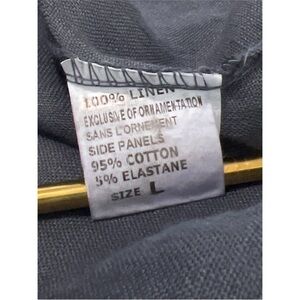 100% LINEN
EXCLUSIVE OF ORNAMENTATION
SANS L'ORNEMENT
SIDE PANELS
95% COTTON
5% ELASTANE
SIZE L